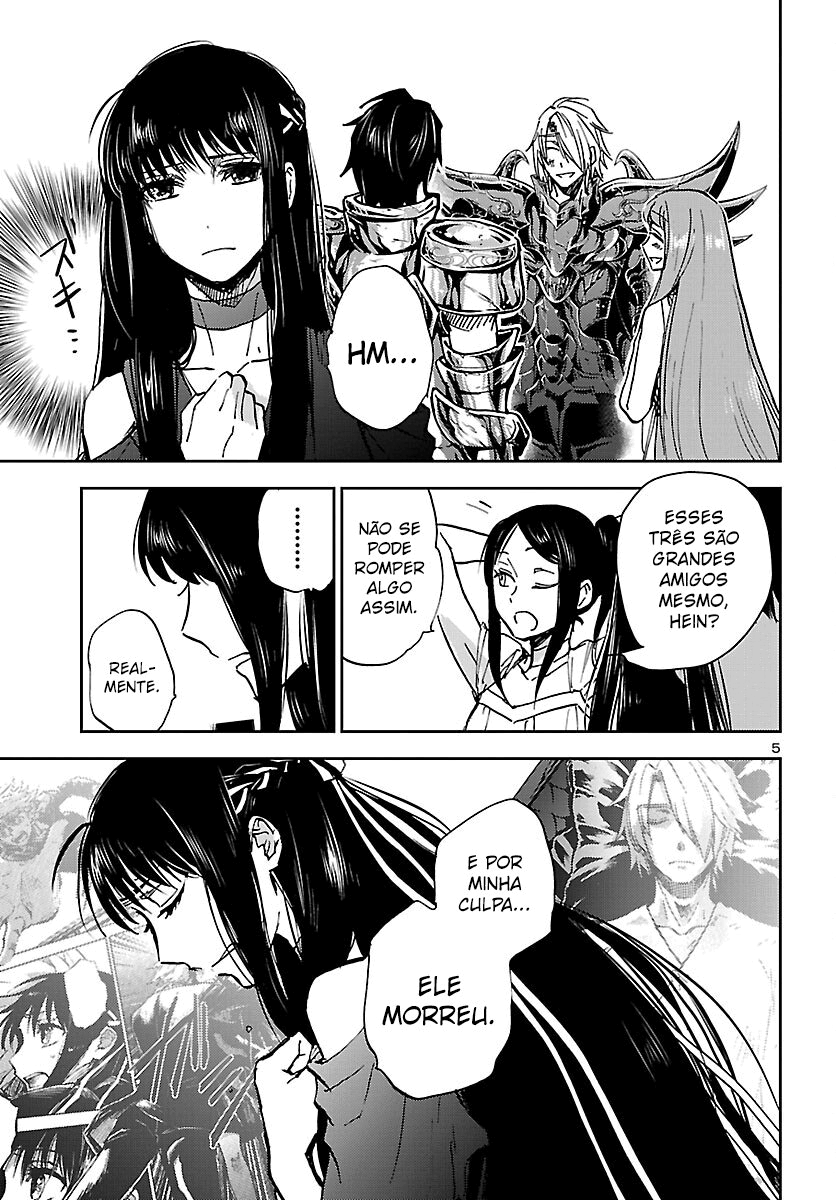 ズキ…
HM...
ESSES
TRÊS SÃO
GRANDES
AMIGOS
MESMO,
HEIN?
NÃO SE
PODE
ROMPER
ALGO
ASSIM.
........
REAL-
MENTE.
5
E POR
MINHA
CULPA...
ELE
MORREU.